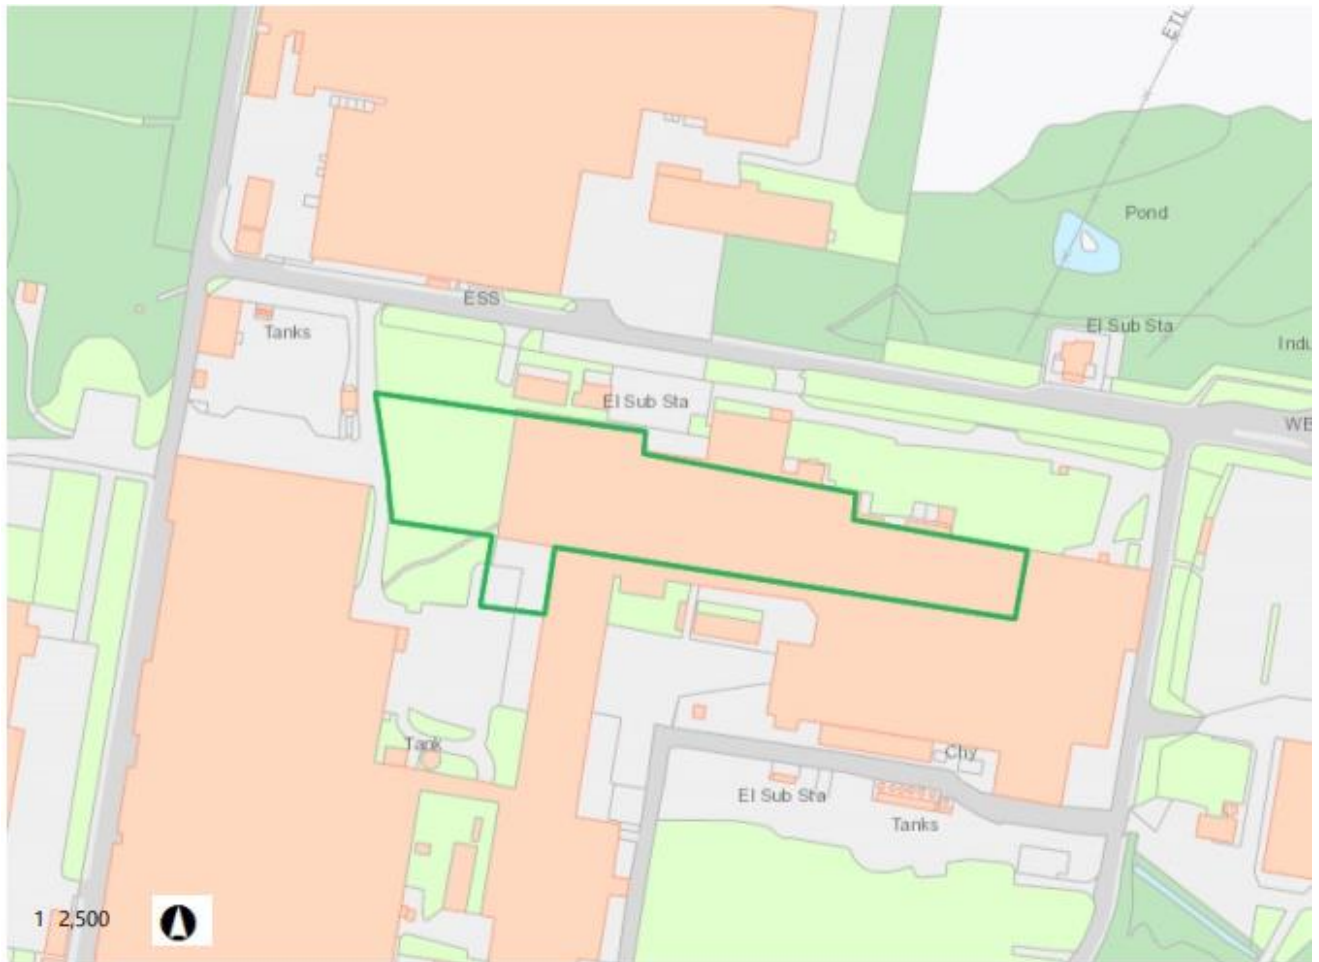 ETL
Pond
ESS
El Sub Sta
Tanks
Indu
El Sub Sta
WE
Tank
Chy
El Sub Sta
Tanks
1 2,500